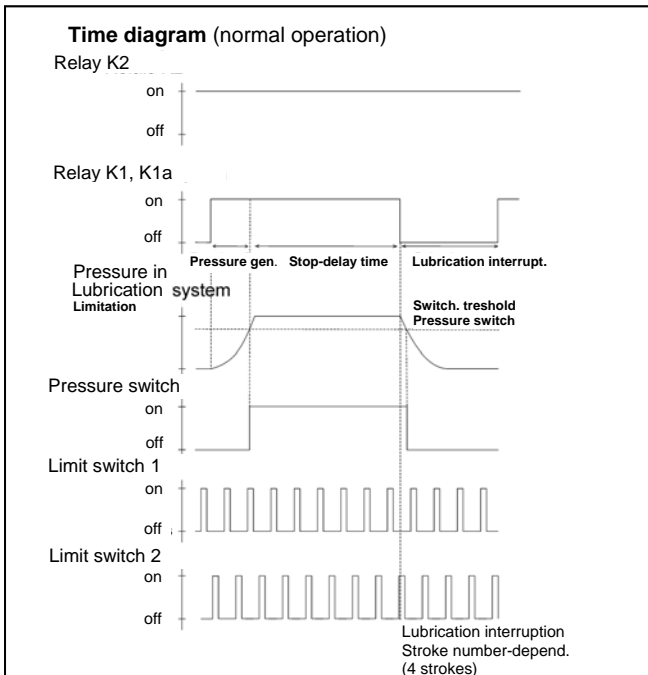 Time diagram (normal operation)
Relay K2
on
off
Relay K1, K1a
on
off
Pressure gen. Stop-delay time Lubrication interrupt.
Pressure in
Lubrication system
Limitation
Switch. treshold
Pressure switch
Pressure switch
on
off
Limit switch 1
on
off
Limit switch 2
on
off
Lubrication interruption
Stroke number-depend.
(4 strokes)